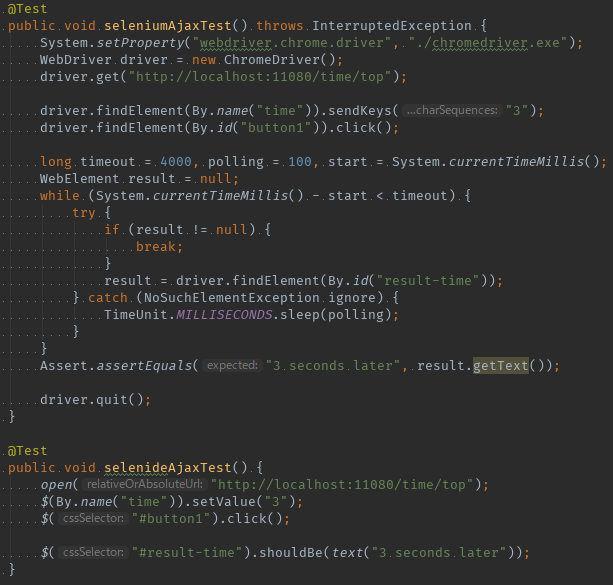 @Test
public void seleniumAjaxTest() throws InterruptedException {
    System.setProperty("webdriver.chrome.driver", "./chromedriver.exe");
    WebDriver driver = new ChromeDriver();
    driver.get("http://localhost:11080/time/top");

    driver.findElement(By.name("time")).sendKeys( ...charSequences: "3");
    driver.findElement(By.id("button1")).click();

    long timeout = 4000, polling = 100, start = System.currentTimeMillis();
    WebElement result = null;
    while (System.currentTimeMillis() - start < timeout) {
        try {
            if (result != null) {
                break;
            }
            result = driver.findElement(By.id("result-time"));
        } catch (NoSuchElementException ignore) {
            TimeUnit.MILLISECONDS.sleep(polling);
        }
    }
    Assert.assertEquals( expected: "3 seconds later", result.getText());

    driver.quit();
}

@Test
public void selenideAjaxTest() {
    open( relativeOrAbsoluteUrl: "http://localhost:11080/time/top");
    $(By.name("time")).setValue("3");
    $( cssSelector: "#button1").click();

    $( cssSelector: "#result-time").shouldBe(text("3 seconds later"));
}